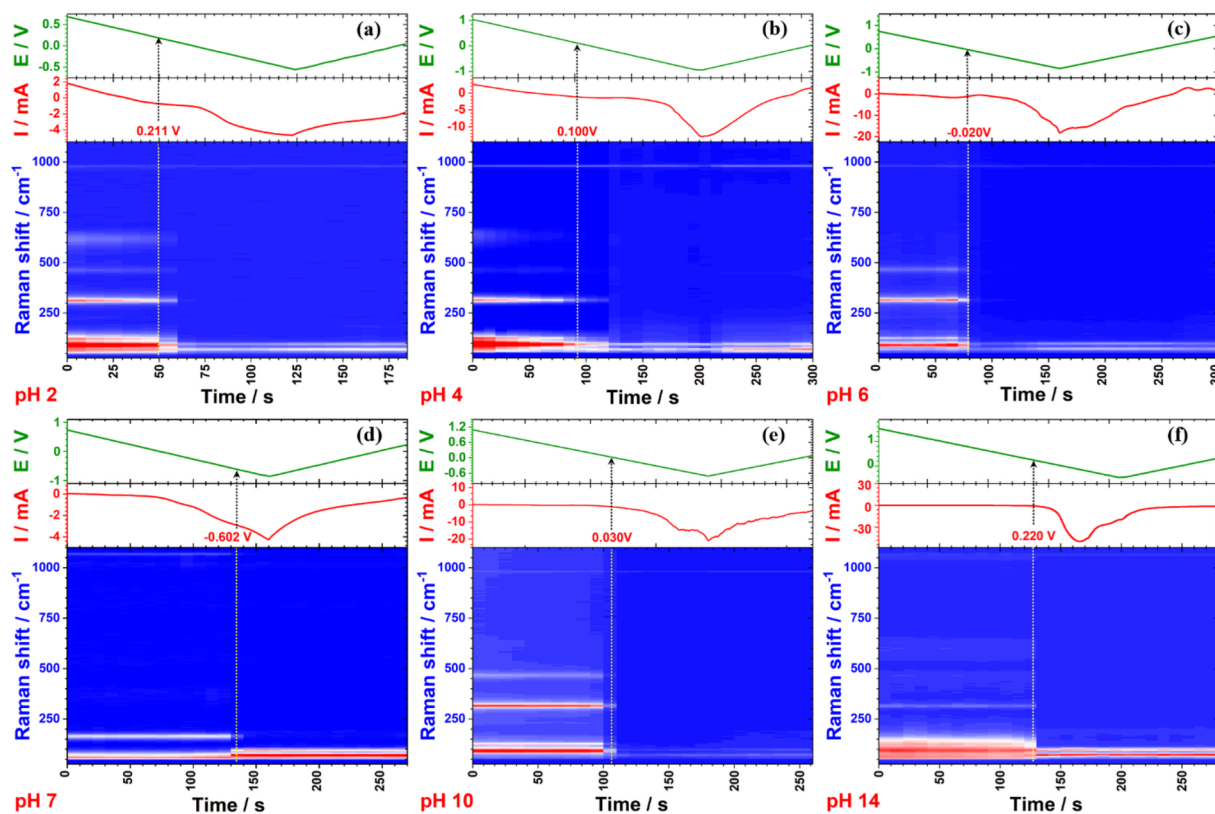 (a)
E / V
0.5
0.0
-0.5
I / mA
2
0
-2
-4
0.211 V
Raman shift / cm-1
1000
750
500
250
0
25
50
75
100
125
150
175
pH 2
Time / s
(b)
E / V
1
0
-1
I / mA
0
-10
0.100V
Raman shift / cm-1
1000
750
500
250
0
50
100
150
200
250
300
pH 4
Time / s
(c)
E / V
1
0
-1
I / mA
10
0
-10
-20
-0.020V
Raman shift / cm-1
1000
750
500
250
0
50
100
150
200
250
300
pH 6
Time / s
(d)
E / V
1
0
-1
I / mA
0
-2
-4
-0.602 V
Raman shift / cm-1
1000
750
500
250
0
50
100
150
200
250
pH 7
Time / s
(e)
E / V
1.2
0.6
0.0
-0.6
I / mA
10
0
-10
-20
0.030V
Raman shift / cm-1
1000
750
500
250
0
50
100
150
200
250
pH 10
Time / s
(f)
E / V
1
0
I / mA
30
0
-30
0.220 V
Raman shift / cm-1
1000
750
500
250
0
50
100
150
200
250
pH 14
Time / s